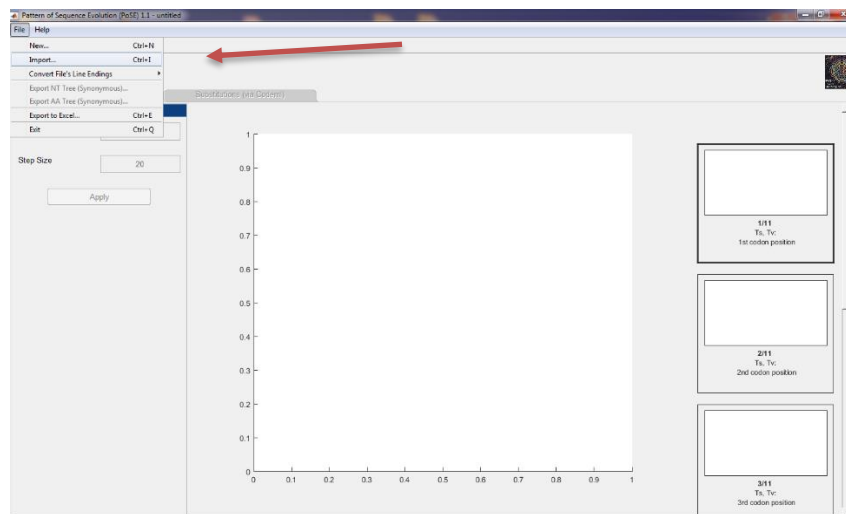 Pattern of Sequence Evolution (PoSE) 1.1 - untitled
File Help
New... Ctrl+N
Import... Ctrl+I
Convert File's Line Endings
Export NT Tree (Synonymous)...
Export AA Tree (Synonymous)...
Export to Excel... Ctrl+E
Exit Ctrl+Q
Substitutions (via Codeml)
Step Size 20
Apply
1
0.9
0.8
0.7
0.6
0.5
0.4
0.3
0.2
0.1
0
0 0.1 0.2 0.3 0.4 0.5 0.6 0.7 0.8 0.9 1
1/11
Ts, Tv:
1st codon position
2/11
Ts, Tv:
2nd codon position
3/11
Ts, Tv:
3rd codon position